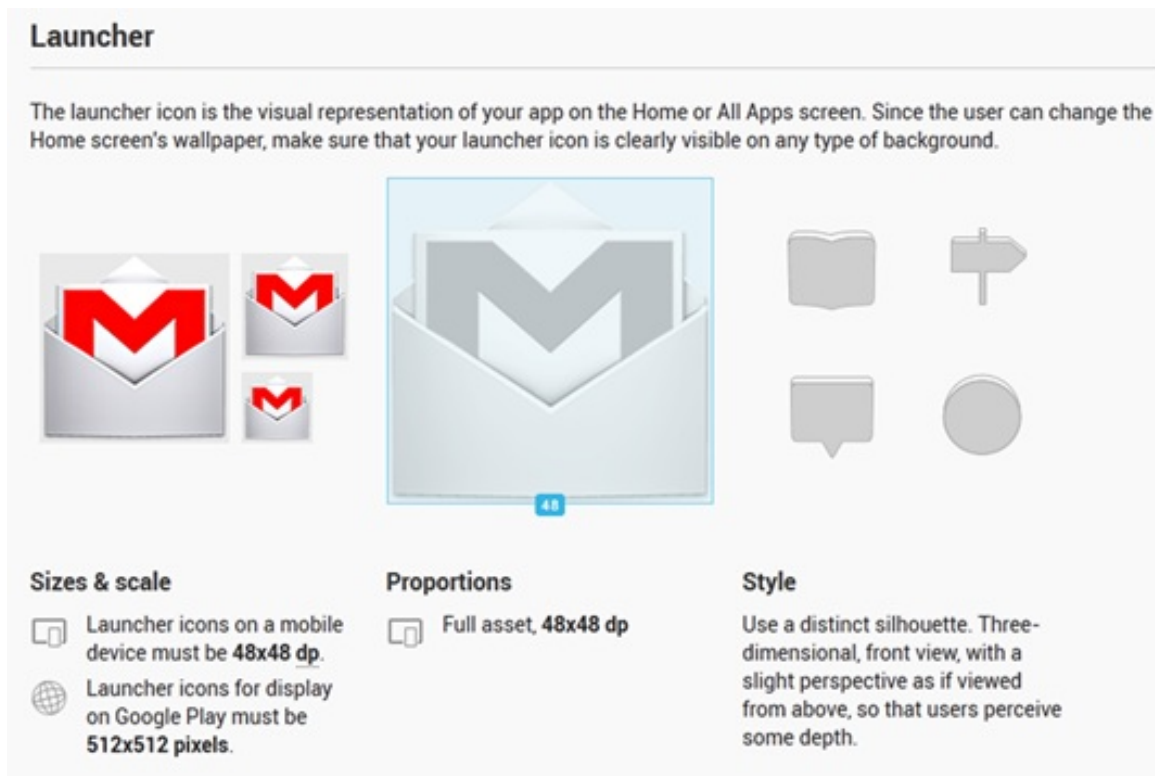 Launcher
The launcher icon is the visual representation of your app on the Home or All Apps screen. Since the user can change the
Home screen's wallpaper, make sure that your launcher icon is clearly visible on any type of background.
48
Sizes & scale
Launcher icons on a mobile
device must be 48x48 dp.
Launcher icons for display
on Google Play must be
512x512 pixels.
Proportions
Full asset, 48x48 dp
Style
Use a distinct silhouette. Three-
dimensional, front view, with a
slight perspective as if viewed
from above, so that users perceive
some depth.